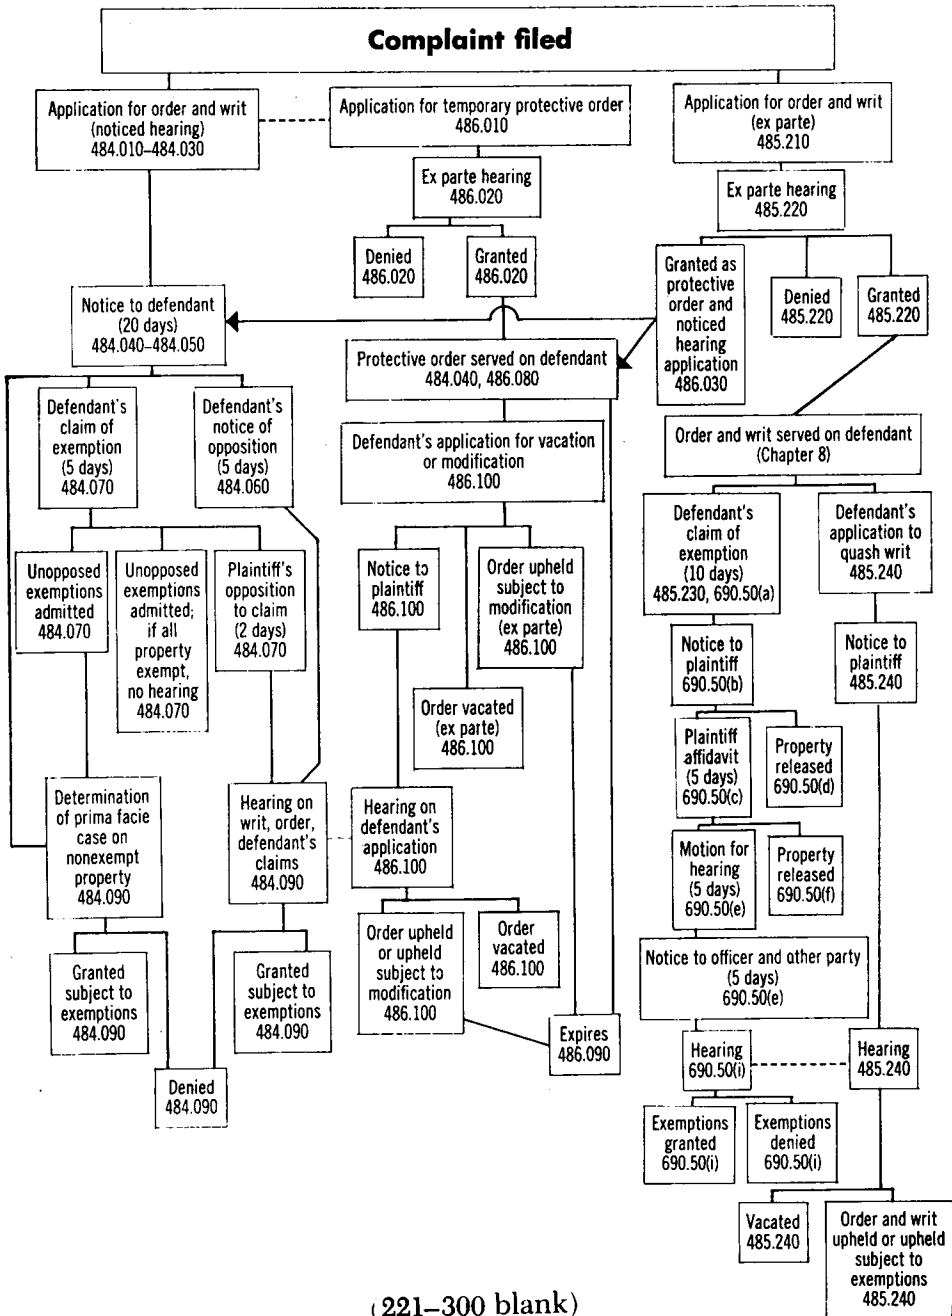 Complaint filed
Application for order and writ
(noticed hearing)
484.010–484.030
Application for temporary protective order
486.010
Application for order and writ
(ex parte)
485.210
Ex parte hearing
486.020
Ex parte hearing
485.220
Denied
486.020
Granted
486.020
Granted as
protective
order and
noticed
hearing
application
486.030
Denied
485.220
Granted
485.220
Notice to defendant
(20 days)
484.040–484.050
Protective order served on defendant
484.040, 486.080
Defendant's
claim of
exemption
(5 days)
484.070
Defendant's
notice of
opposition
(5 days)
484.060
Defendant's application for vacation
or modification
486.100
Order and writ served on defendant
(Chapter 8)
Defendant's
claim of
exemption
(10 days)
485.230, 690.50(a)
Defendant's
application to
quash writ
485.240
Unopposed
exemptions
admitted
484.070
Unopposed
exemptions
admitted;
if all
property
exempt,
no hearing
484.070
Plaintiff's
opposition
to claim
(2 days)
484.070
Notice to
plaintiff
486.100
Order upheld
subject to
modification
(ex parte)
486.100
Notice to
plaintiff
690.50(b)
Notice to
plaintiff
485.240
Order vacated
(ex parte)
486.100
Plaintiff
affidavit
(5 days)
690.50(c)
Property
released
690.50(d)
Determination
of prima facie
case on
nonexempt
property
484.090
Hearing on
writ, order,
defendant's
claims
484.090
Hearing on
defendant's
application
486.100
Motion for
hearing
(5 days)
690.50(e)
Property
released
690.50(f)
Order upheld
or upheld
subject to
modification
486.100
Order
vacated
486.100
Notice to officer and other party
(5 days)
690.50(e)
Granted
subject to
exemptions
484.090
Granted
subject to
exemptions
484.090
Expires
486.090
Hearing
690.50(i)
Hearing
485.240
Denied
484.090
Exemptions
granted
690.50(i)
Exemptions
denied
690.50(i)
Vacated
485.240
Order and writ
upheld or upheld
subject to
exemptions
485.240
(221–300 blank)